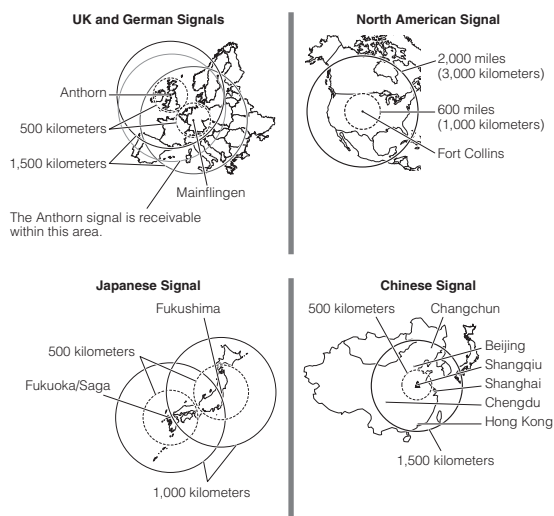 UK and German Signals
Anthorn
500 kilometers
1,500 kilometers
Mainflingen
The Anthorn signal is receivable
within this area.
North American Signal
2,000 miles
(3,000 kilometers)
600 miles
(1,000 kilometers)
Fort Collins
Japanese Signal
Fukushima
500 kilometers
Fukuoka/Saga
1,000 kilometers
Chinese Signal
500 kilometers
Changchun
Beijing
Shangqiu
Shanghai
Chengdu
Hong Kong
1,500 kilometers